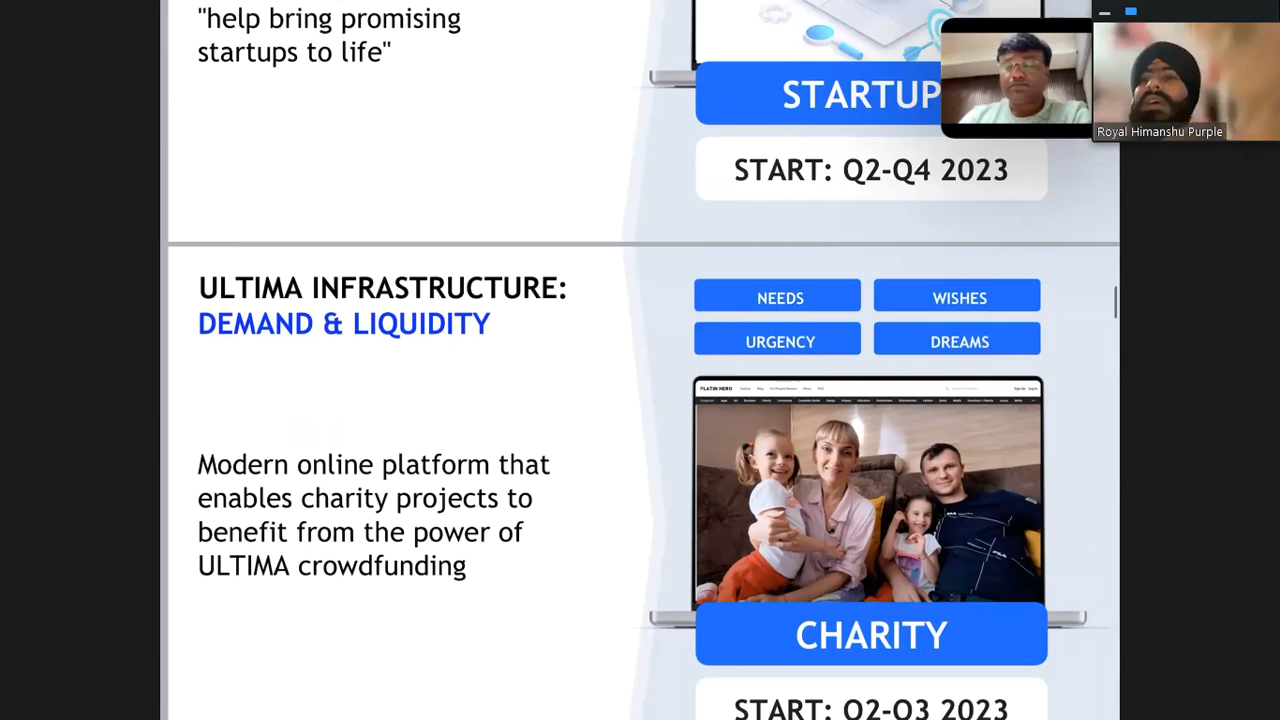 "help bring promising
startups to life"
STARTUP
START: Q2-Q4 2023
Royal Himanshu Purple
ULTIMA INFRASTRUCTURE:
DEMAND & LIQUIDITY
NEEDS
WISHES
URGENCY
DREAMS
PLATIN HERO
Modern online platform that
enables charity projects to
benefit from the power of
ULTIMA crowdfunding
CHARITY
START: Q2-Q3 2023